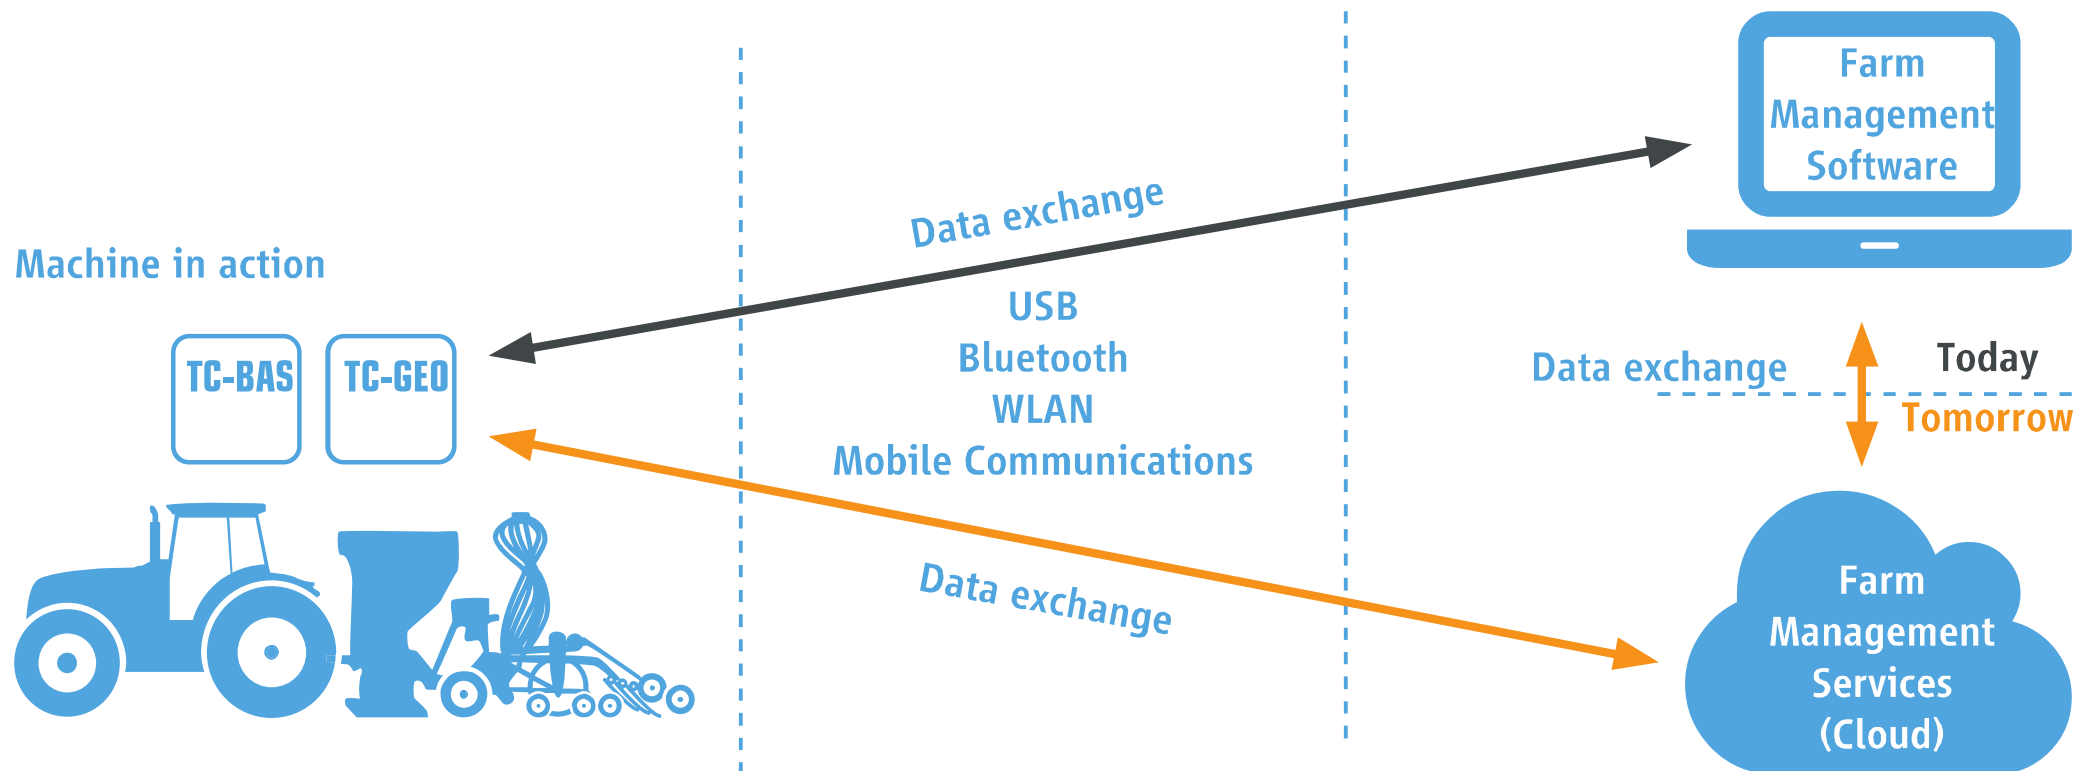 Machine in action
TC-BAS
TC-GEO
Data exchange
USB
Bluetooth
WLAN
Mobile Communications
Data exchange
Farm
Management
Software
Data exchange
Today
Tomorrow
Farm
Management
Services
(Cloud)